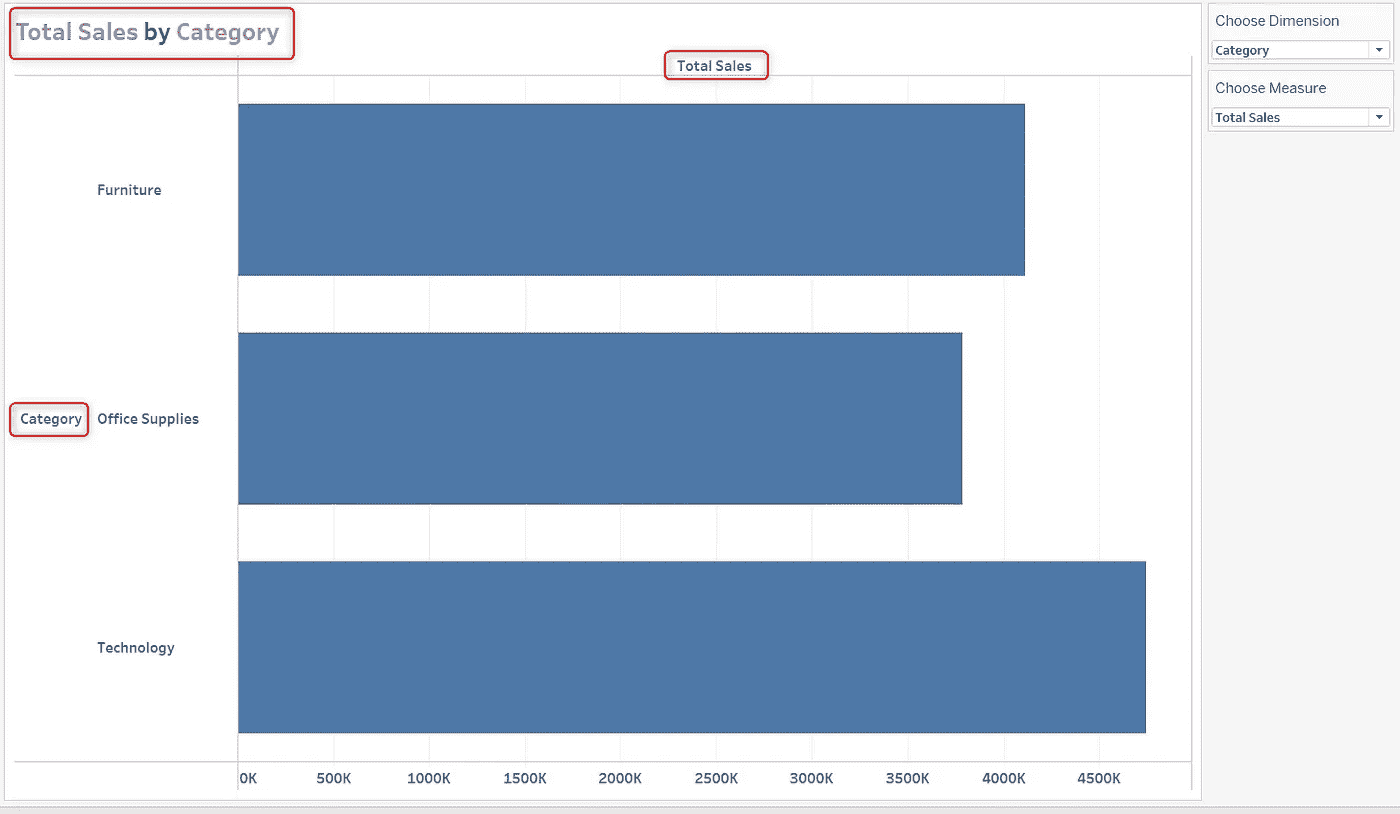 Total Sales by Category
Total Sales
Furniture
Category Office Supplies
Technology
0K 500K 1000K 1500K 2000K 2500K 3000K 3500K 4000K 4500K
Choose Dimension
Category
Choose Measure
Total Sales